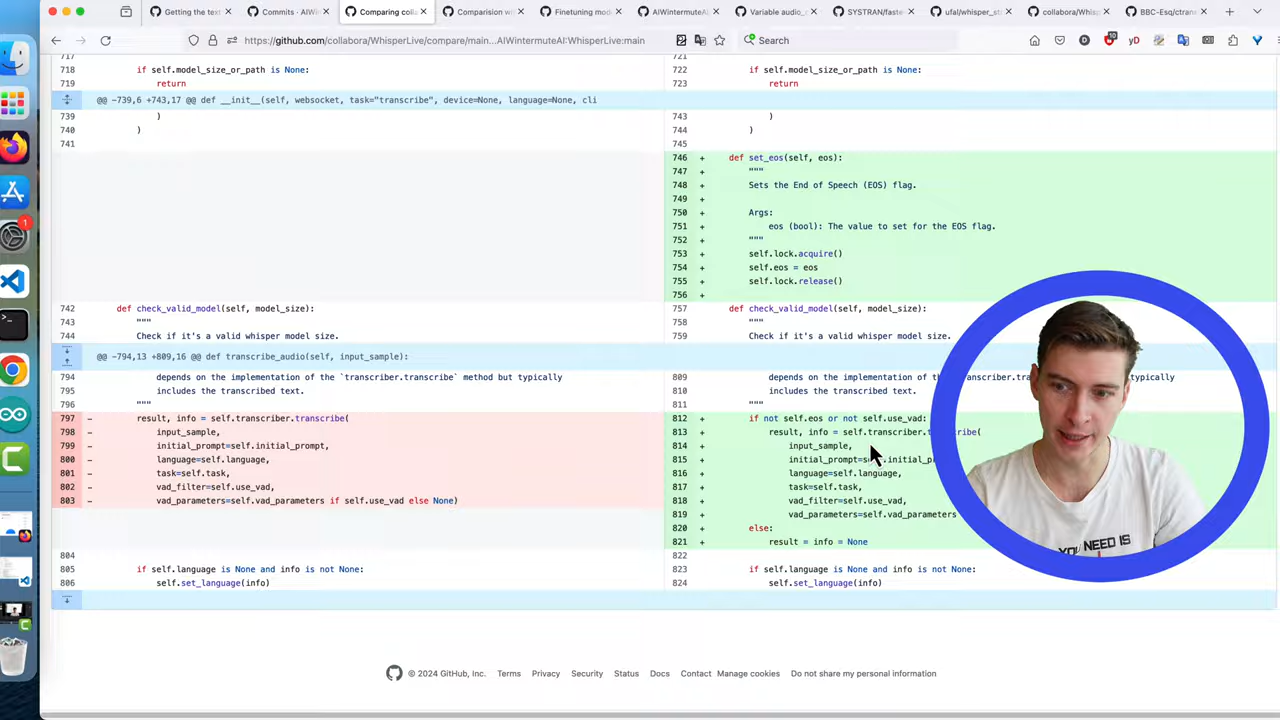 Getting the text
Commits · AIWin
Comparing colla
Comparision wo
Finetuning mod
AIWintermuteAI
Variable audio_c
SYSTRAN/faste
ufal/whisper_st
collabora/Whisp
BBC-Esq/ctran
https://github.com/collabora/WhisperLive/compare/main...AIWintermuteAI:WhisperLive:main
Search
717
718 if self.model_size_or_path is None:
719 return
@@ -739,6 +743,17 @@ def __init__(self, websocket, task="transcribe", device=None, language=None, cli
739 )
740 )
741
742 def check_valid_model(self, model_size):
743 """
744 Check if it's a valid whisper model size.
@@ -794,13 +809,16 @@ def transcribe_audio(self, input_sample):
794 depends on the implementation of the `transcriber.transcribe` method but typically
795 includes the transcribed text.
796 """
797 - result, info = self.transcriber.transcribe(
798 - input_sample,
799 - initial_prompt=self.initial_prompt,
800 - language=self.language,
801 - task=self.task,
802 - vad_filter=self.use_vad,
803 - vad_parameters=self.vad_parameters if self.use_vad else None)
804
805 if self.language is None and info is not None:
806 self.set_language(info)
721
722 if self.model_size_or_path is None:
723 return
743 )
744 )
745
746 + def set_eos(self, eos):
747 + """
748 + Sets the End of Speech (EOS) flag.
749 +
750 + Args:
751 + eos (bool): The value to set for the EOS flag.
752 + """
753 + self.lock.acquire()
754 + self.eos = eos
755 + self.lock.release()
756 +
757 def check_valid_model(self, model_size):
758 """
759 Check if it's a valid whisper model size.
809 depends on the implementation of th typically
810 includes the transcribed text.
811 """
812 + if not self.eos or not self.use_vad:
813 + result, info = self.transcriber. cribe(
814 + input_sample,
815 + initial_prompt=se f.initial_pr
816 + language=self.language,
817 + task=self.task,
818 + vad_filter=self.use_vad,
819 + vad_parameters=self.vad_parameters
820 + else:
821 + result = info = None
822
823 if self.language is None and info is not None:
824 self.set_language(info)
YOU NEED IS
© 2024 GitHub, Inc. Terms Privacy Security Status Docs Contact Manage cookies Do not share my personal information